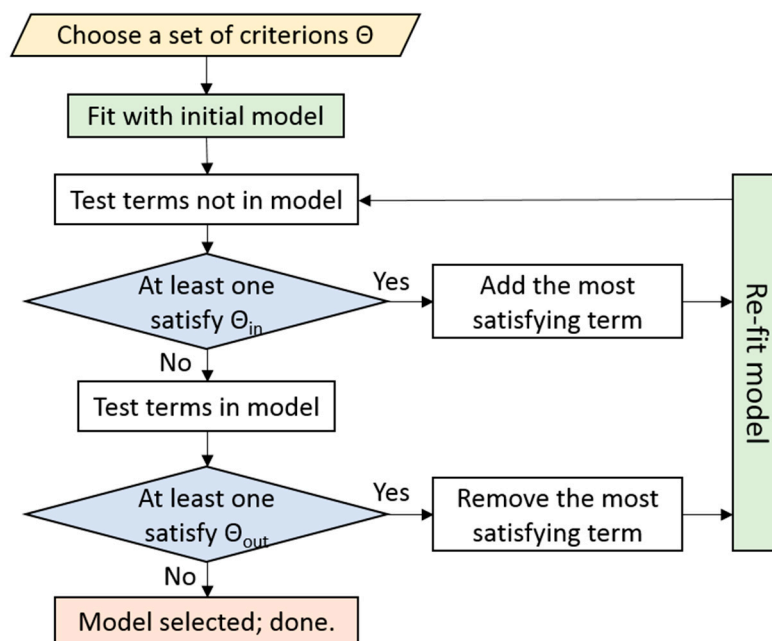 Choose a set of criterions Θ
Fit with initial model
Test terms not in model
At least one
satisfy Θin
Yes
Add the most
satisfying term
No
Test terms in model
At least one
satisfy Θout
Yes
Remove the most
satisfying term
No
Model selected; done.
Re-fit model